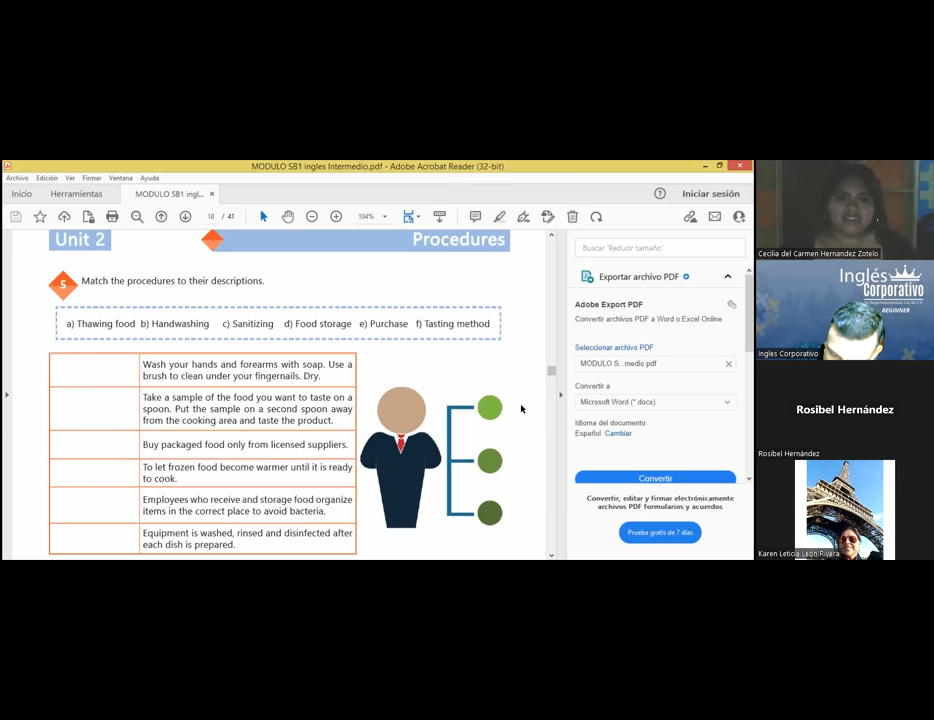 MODULO SB1 ingles Intermedio.pdf - Adobe Acrobat Reader (32-bit)
Archivo Edición Ver Firmar Ventana Ayuda
Inicio Herramientas MODULO SB1 ingl... × Iniciar sesión
18 / 41 104%
Unit 2 Procedures
5 Match the procedures to their descriptions.
a) Thawing food b) Handwashing c) Sanitizing d) Food storage e) Purchase f) Tasting method
Wash your hands and forearms with soap. Use a
brush to clean under your fingernails. Dry.
Take a sample of the food you want to taste on a
spoon. Put the sample on a second spoon away
from the cooking area and taste the product.
Buy packaged food only from licensed suppliers.
To let frozen food become warmer until it is ready
to cook.
Employees who receive and storage food organize
items in the correct place to avoid bacteria.
Equipment is washed, rinsed and disinfected after
each dish is prepared.
Buscar 'Reducir tamaño'
Exportar archivo PDF
Adobe Export PDF
Convertir archivos PDF a Word o Excel Online
Seleccionar archivo PDF
MODULO S...medio pdf
Convertir a
Microsoft Word (*.docx)
Idioma del documento:
Español Cambiar
Convertir
Convertir, editar y firmar electrónicamente
archivos PDF formularios y acuerdos
Prueba gratis de 7 días
Cecilia del Carmen Hernandez Zotelo
Inglés
Corporativo
BEGINNER
Ingles Corporativo
Rosibel Hernández
Rosibel Hernández
Karen Leticia Leon Rivera